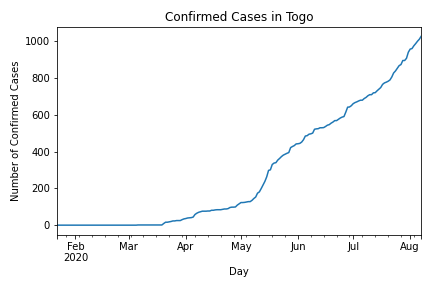 Confirmed Cases in Togo
Number of Confirmed Cases
1000
800
600
400
200
0
Feb Mar Apr May Jun Jul Aug
2020
Day